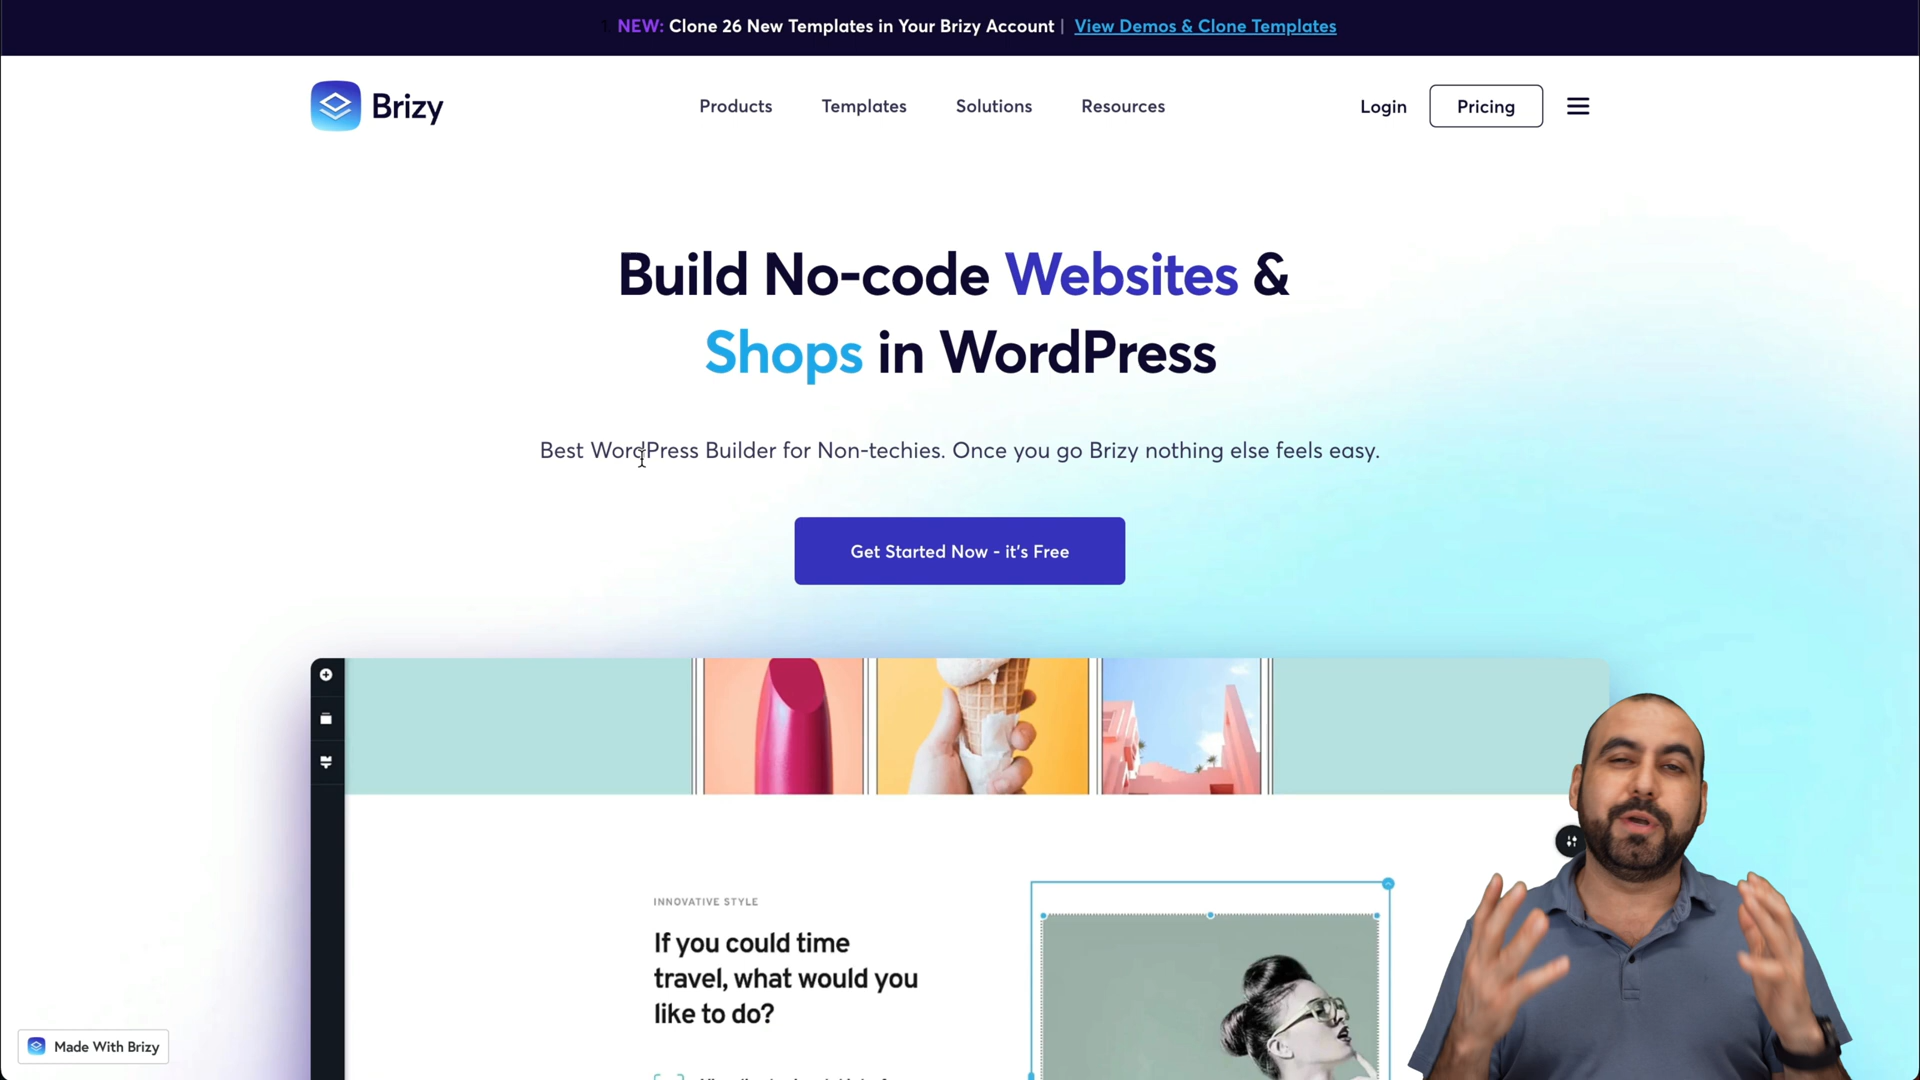 NEW: Clone 26 New Templates in Your Brizy Account | View Demos & Clone Templates
Brizy
Products
Templates
Solutions
Resources
Login
Pricing
Build No-code Websites &
Shops in WordPress
Best WordPress Builder for Non-techies. Once you go Brizy nothing else feels easy.
Get Started Now - it's Free
INNOVATIVE STYLE
If you could time
travel, what would you
like to do?
Made With Brizy